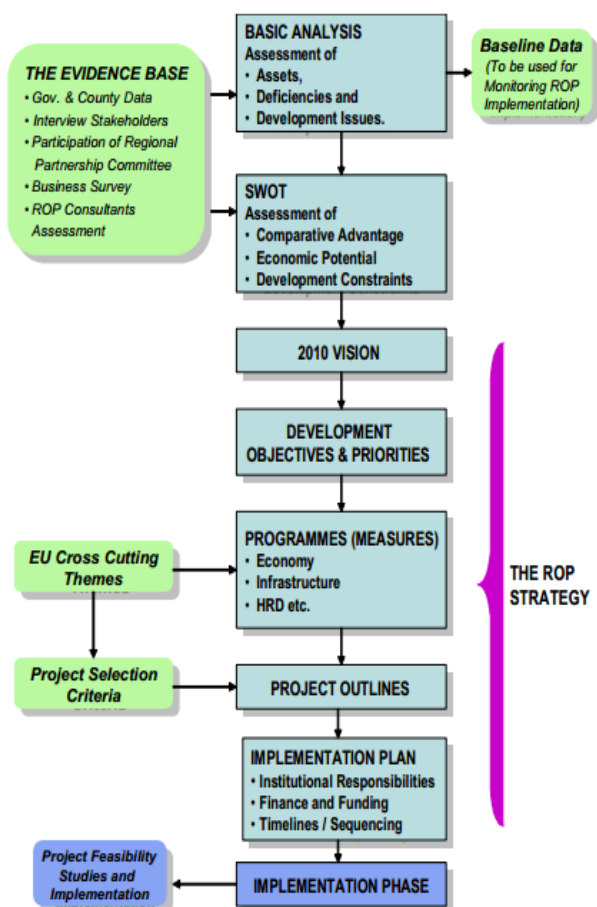 BASIC ANALYSIS
Assessment of
• Assets,
• Deficiencies and
• Development Issues.
Baseline Data
(To be used for
Monitoring ROP
Implementation)
THE EVIDENCE BASE
• Gov. & County Data
• Interview Stakeholders
• Participation of Regional
Partnership Committee
• Business Survey
• ROP Consultants
Assessment
SWOT
Assessment of
• Comparative Advantage
• Economic Potential
• Development Constraints
2010 VISION
DEVELOPMENT
OBJECTIVES & PRIORITIES
PROGRAMMES (MEASURES)
• Economy
• Infrastructure
• HRD etc.
EU Cross Cutting
Themes
THE ROP
STRATEGY
Project Selection
Criteria
PROJECT OUTLINES
IMPLEMENTATION PLAN
• Institutional Responsibilities
• Finance and Funding
• Timelines / Sequencing
Project Feasibility
Studies and
Implementation
IMPLEMENTATION PHASE